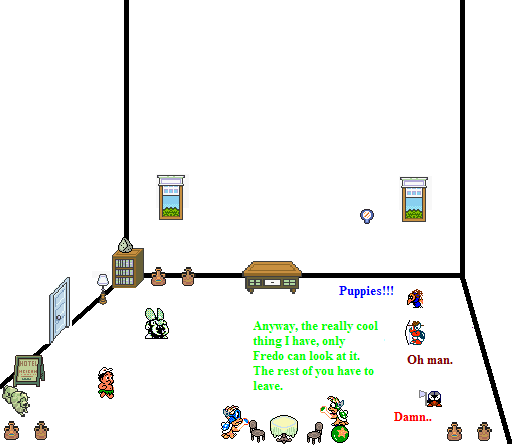 Puppies!!!
Anyway, the really cool
thing I have, only
Fredo can look at it.
The rest of you have to
leave.
Oh man.
HOTEL
Damn..